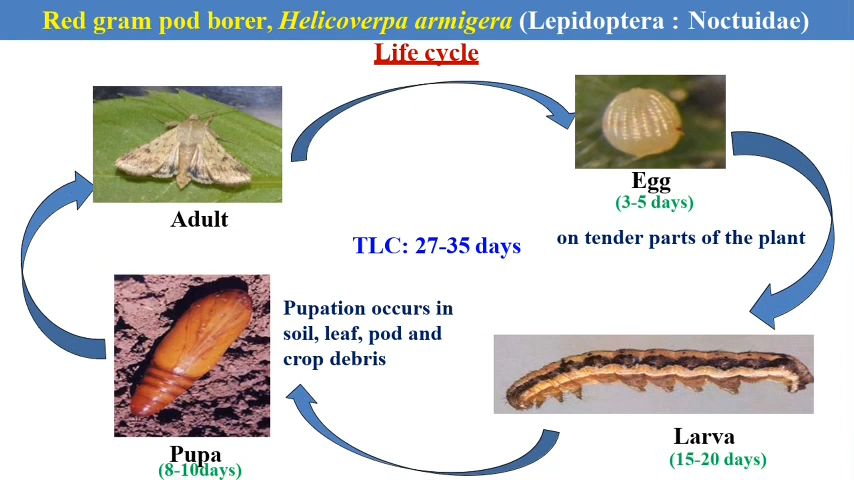 Red gram pod borer, Helicoverpa armigera (Lepidoptera : Noctuidae)
Life cycle
Adult
Egg
(3-5 days)
on tender parts of the plant
TLC: 27-35 days
Pupation occurs in
soil, leaf, pod and
crop debris
Larva
(15-20 days)
Pupa
(8-10days)